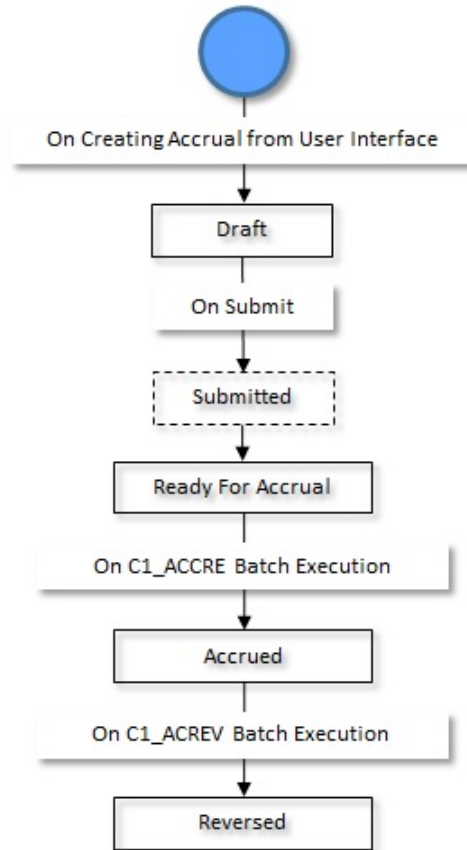 On Creating Accrual from User Interface
Draft
On Submit
Submitted
Ready For Accrual
On C1_ACCRE Batch Execution
Accrued
On C1_ACREV Batch Execution
Reversed